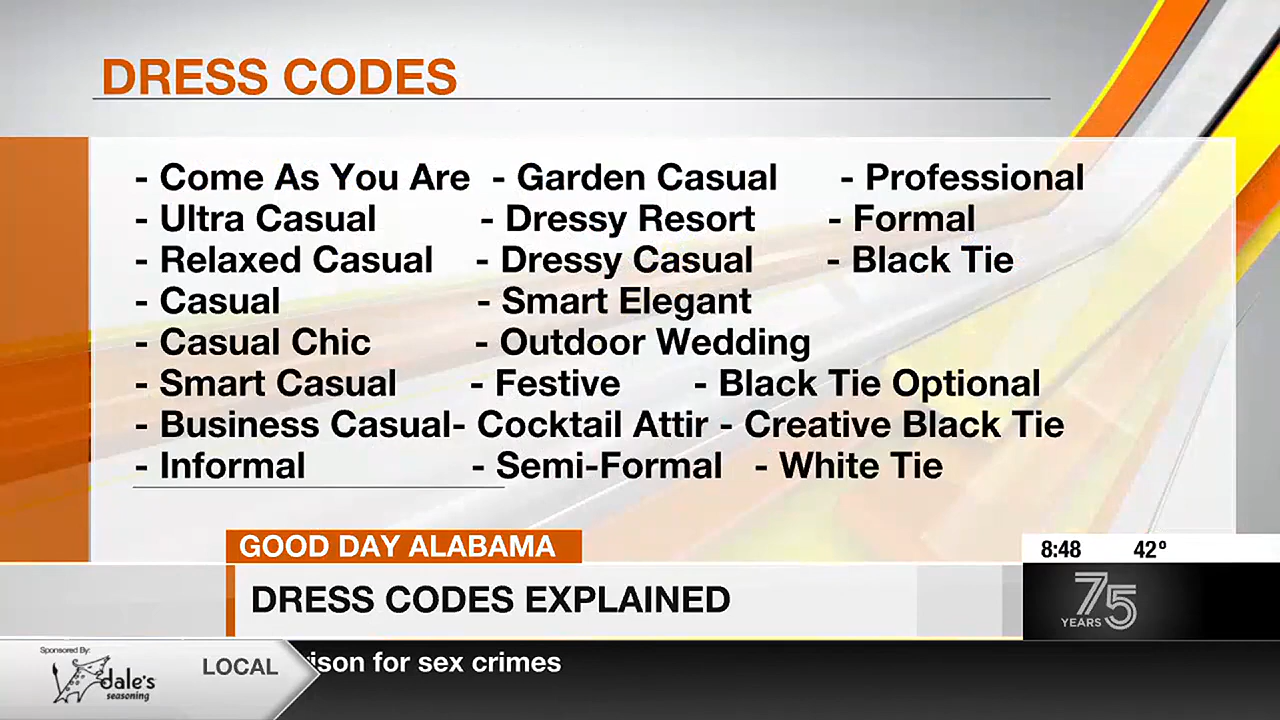 DRESS CODES
- Come As You Are - Garden Casual - Professional
- Ultra Casual - Dressy Resort - Formal
- Relaxed Casual - Dressy Casual - Black Tie
- Casual - Smart Elegant
- Casual Chic - Outdoor Wedding
- Smart Casual - Festive - Black Tie Optional
- Business Casual- Cocktail Attir - Creative Black Tie
- Informal - Semi-Formal - White Tie
GOOD DAY ALABAMA
8:48 42°
DRESS CODES EXPLAINED
75
YEARS
Sponsored By:
dale's
seasoning
LOCAL
ison for sex crimes